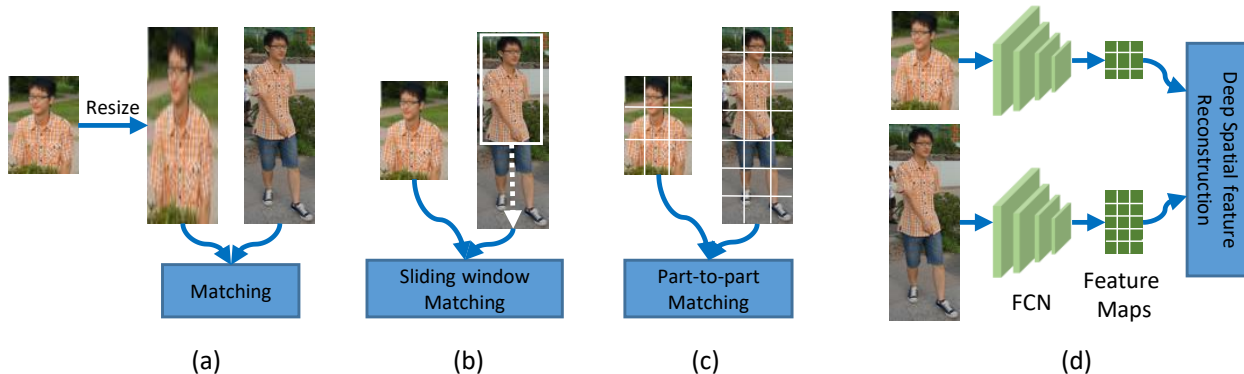 Resize
Matching
(a)
Sliding window
Matching
(b)
Part-to-part
Matching
(c)
FCN
Feature
Maps
Deep Spatial feature
Reconstruction
(d)